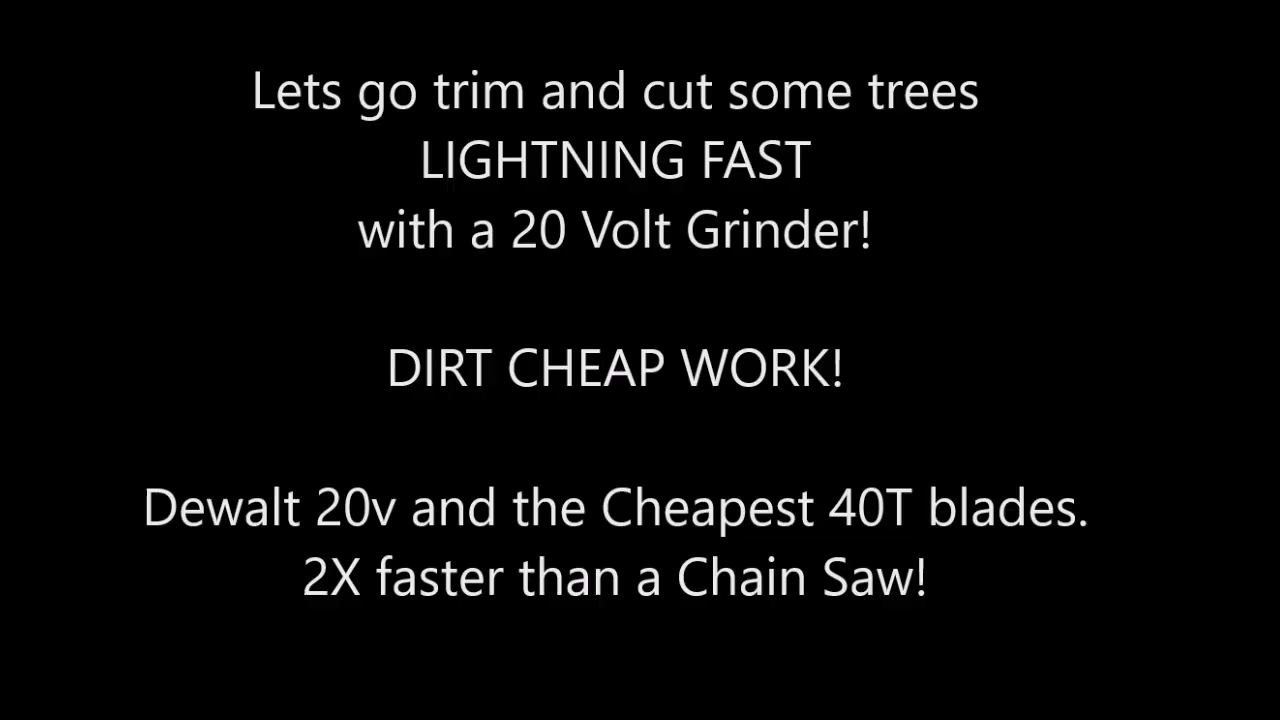 Lets go trim and cut some trees
LIGHTNING FAST
with a 20 Volt Grinder!
DIRT CHEAP WORK!
Dewalt 20v and the Cheapest 40T blades.
2X faster than a Chain Saw!